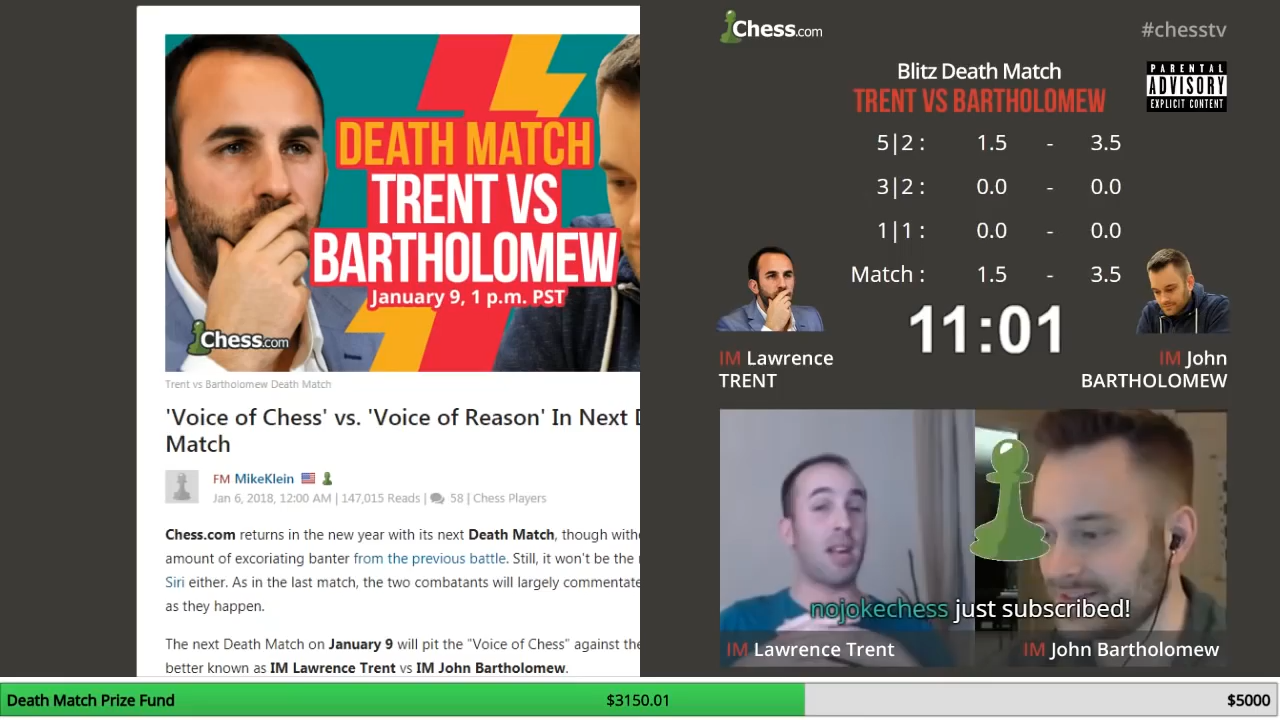 DEATH MATCH
TRENT VS
BARTHOLOMEW
January 9, 1 p.m. PST
Chess.com
Trent vs Bartholomew Death Match
'Voice of Chess' vs. 'Voice of Reason' In Next D
Match
FM MikeKlein
Jan 6, 2018, 12:00 AM | 147,015 Reads | 58 | Chess Players
Chess.com returns in the new year with its next Death Match, though with
amount of excoriating banter from the previous battle. Still, it won't be the
Siri either. As in the last match, the two combatants will largely commentate
as they happen.
The next Death Match on January 9 will pit the "Voice of Chess" against the
better known as IM Lawrence Trent vs IM John Bartholomew.
Chess.com
#chesstv
Blitz Death Match
TRENT VS BARTHOLOMEW
PARENTAL
ADVISORY
EXPLICIT CONTENT
5|2 : 1.5 - 3.5
3|2 : 0.0 - 0.0
1|1 : 0.0 - 0.0
Match : 1.5 - 3.5
11:01
IM Lawrence
TRENT
IM John
BARTHOLOMEW
nojokechess just subscribed!
IM Lawrence Trent
IM John Bartholomew
Death Match Prize Fund $3150.01 $5000